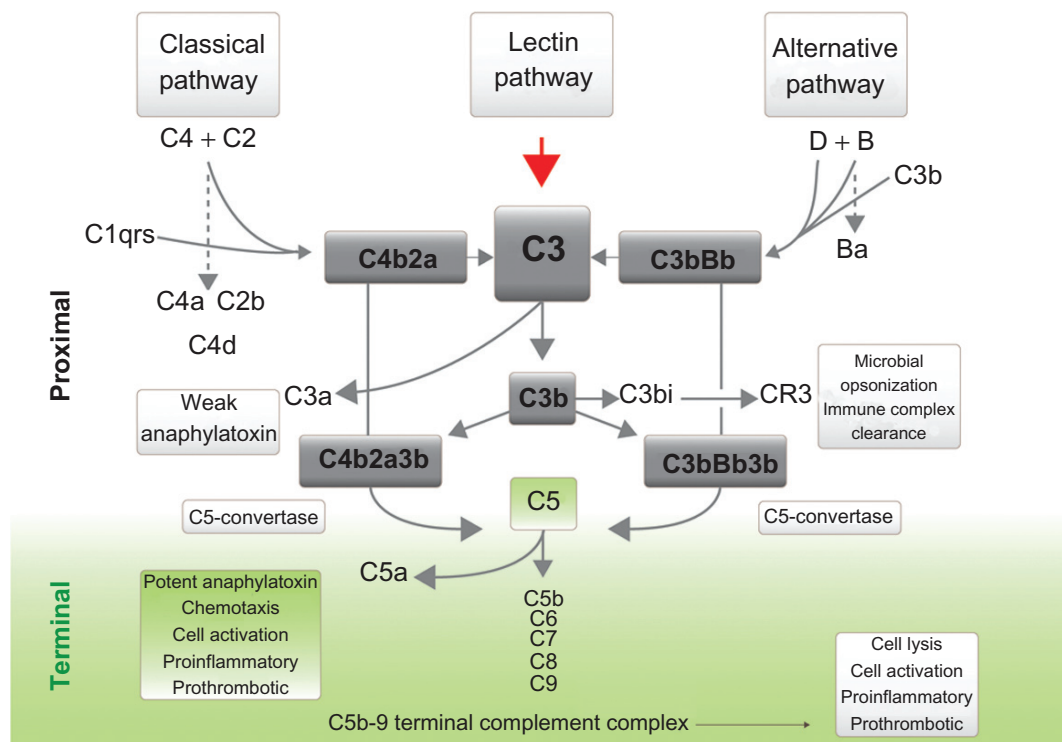 Classical
pathway
Lectin
pathway
Alternative
pathway
C4 + C2
D + B
C3b
C1qrs
C4b2a
C3
C3bBb
Ba
C4a C2b
C4d
Proximal
Weak
anaphylatoxin
C3a
C3b
C3bi
CR3
Microbial
opsonization
Immune complex
clearance
C4b2a3b
C3bBb3b
C5-convertase
C5
C5-convertase
Terminal
C5a
Potent anaphylatoxin
Chemotaxis
Cell activation
Proinflammatory
Prothrombotic
C5b
C6
C7
C8
C9
Cell lysis
Cell activation
Proinflammatory
Prothrombotic
C5b-9 terminal complement complex